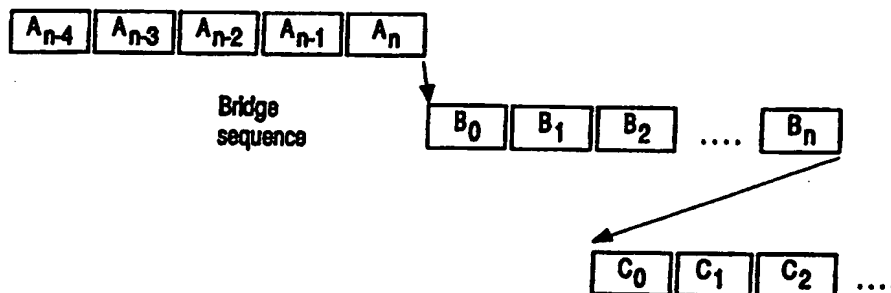 An-4 An-3 An-2 An-1 An
Bridge
sequence
B0 B1 B2 .... Bn
C0 C1 C2 ...